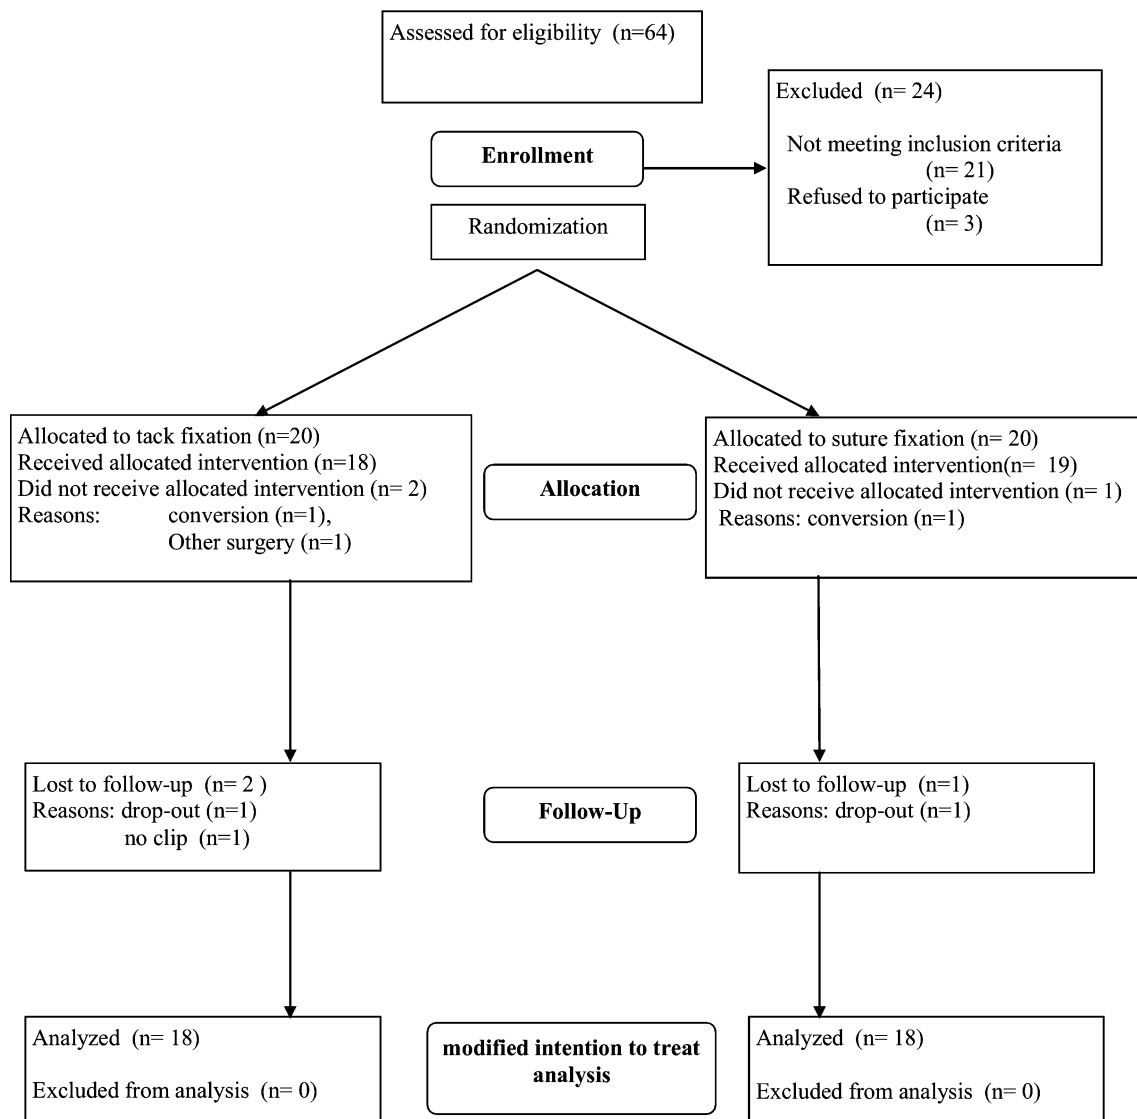 Assessed for eligibility (n=64)
Excluded (n= 24)
Not meeting inclusion criteria
(n= 21)
Refused to participate
(n= 3)
Enrollment
Randomization
Allocated to tack fixation (n=20)
Received allocated intervention (n=18)
Did not receive allocated intervention (n= 2)
Reasons: conversion (n=1),
Other surgery (n=1)
Allocation
Allocated to suture fixation (n= 20)
Received allocated intervention(n= 19)
Did not receive allocated intervention (n= 1)
Reasons: conversion (n=1)
Lost to follow-up (n= 2 )
Reasons: drop-out (n=1)
no clip (n=1)
Follow-Up
Lost to follow-up (n=1)
Reasons: drop-out (n=1)
Analyzed (n= 18)
Excluded from analysis (n= 0)
modified intention to treat
analysis
Analyzed (n= 18)
Excluded from analysis (n= 0)